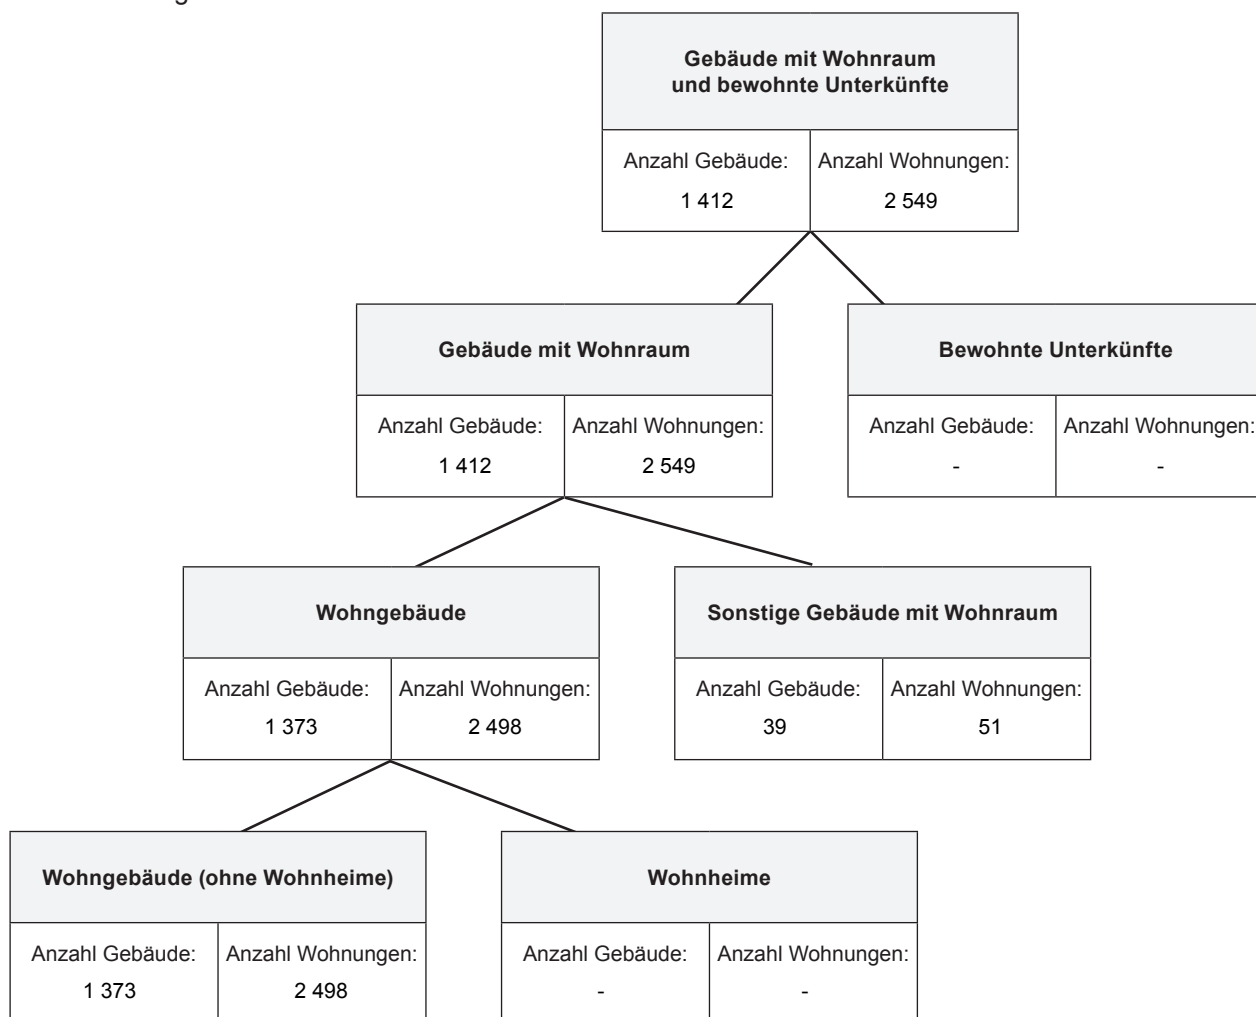 Gebäude mit Wohnraum
und bewohnte Unterkünfte
Anzahl Gebäude: Anzahl Wohnungen:
1 412 2 549
Gebäude mit Wohnraum Bewohnte Unterkünfte
Anzahl Gebäude: Anzahl Wohnungen: Anzahl Gebäude: Anzahl Wohnungen:
1 412 2 549 - -
Wohngebäude Sonstige Gebäude mit Wohnraum
Anzahl Gebäude: Anzahl Wohnungen: Anzahl Gebäude: Anzahl Wohnungen:
1 373 2 498 39 51
Wohngebäude (ohne Wohnheime) Wohnheime
Anzahl Gebäude: Anzahl Wohnungen: Anzahl Gebäude: Anzahl Wohnungen:
1 373 2 498 - -